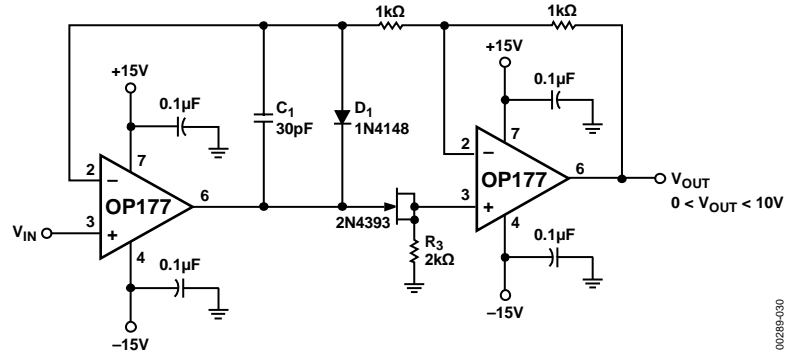 1kΩ
1kΩ
+15V
+15V
0.1µF
C1
30pF
D1
1N4148
0.1µF
2
7
−
OP177
6
3
+
VIN
4
2
7
−
OP177
6
3
+
4
VOUT
0 < VOUT < 10V
2N4393
R3
2kΩ
0.1µF
0.1µF
−15V
−15V
00289-030